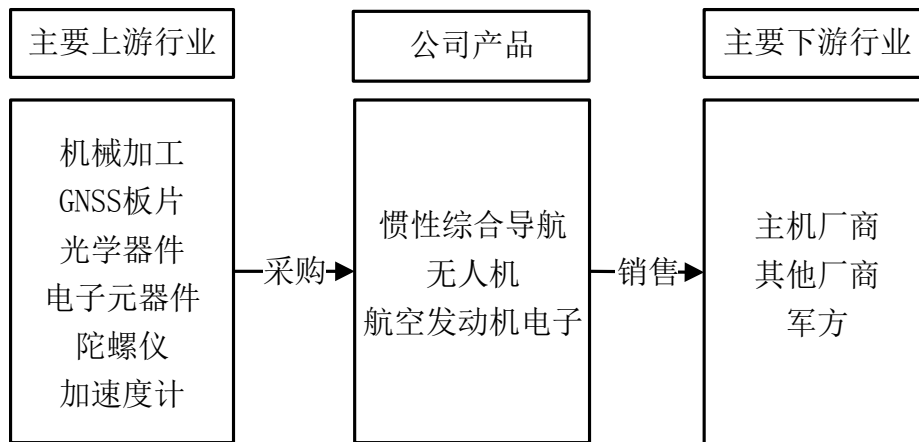 主要上游行业
公司产品
主要下游行业
机械加工
GNSS板片
光学器件
电子元器件
陀螺仪
加速度计
采购
惯性综合导航
无人机
航空发动机电子
销售
主机厂商
其他厂商
军方